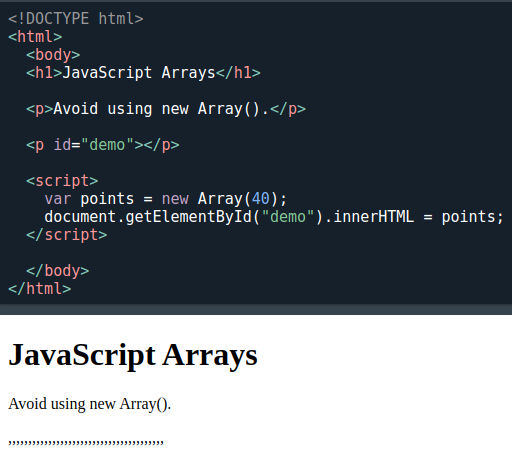 <!DOCTYPE html>
<html>
<body>
<h1>JavaScript Arrays</h1>
<p>Avoid using new Array().</p>
<p id="demo"></p>
<script>
var points = new Array(40);
document.getElementById("demo").innerHTML = points;
</script>
</body>
</html>
JavaScript Arrays
Avoid using new Array().
,,,,,,,,,,,,,,,,,,,,,,,,,,,,,,,,,,,,,,,